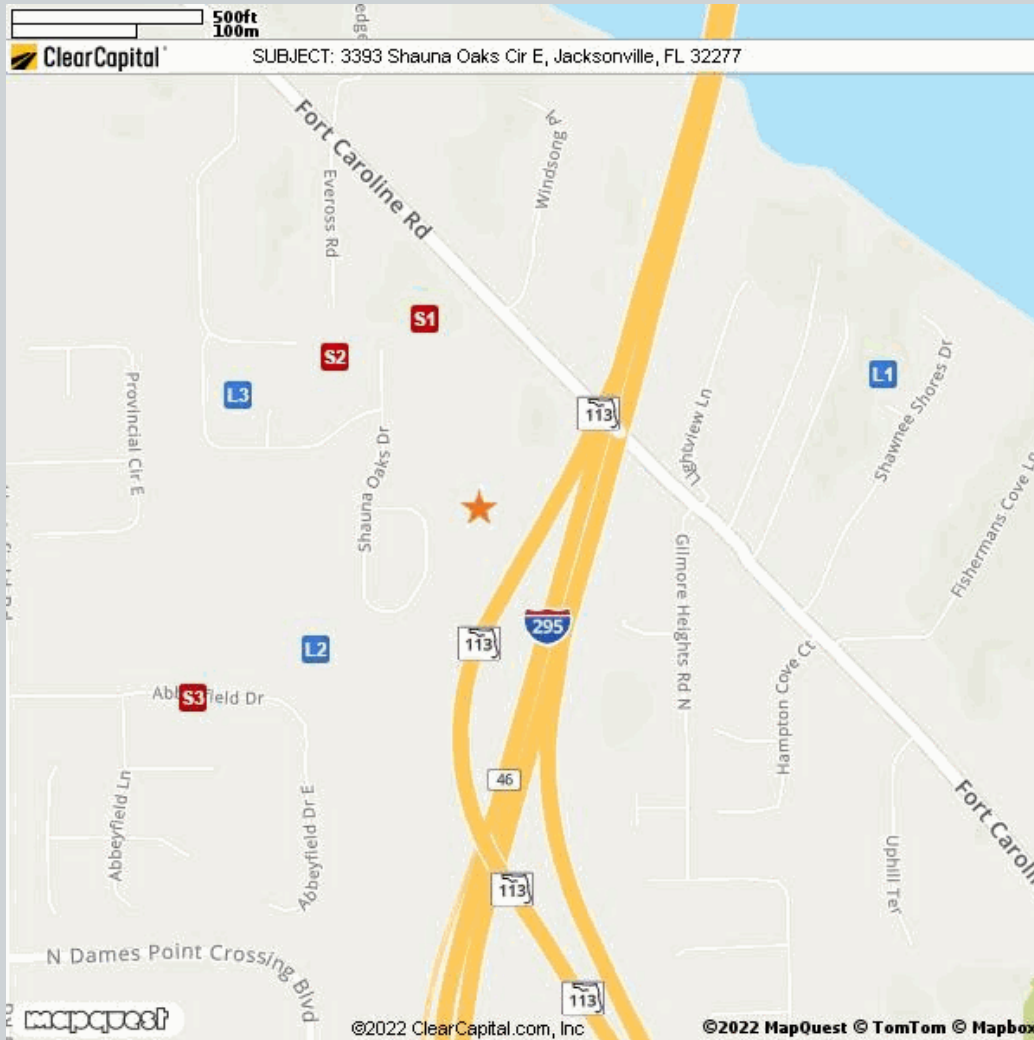 500ft
100m
ClearCapital
SUBJECT: 3393 Shauna Oaks Cir E, Jacksonville, FL 32277
Fort Caroline Rd
Windsong Pl
Eveross Rd
S1
S2
L3
L1
Provincial Cir E
Shauna Oaks Dr
113
Lightview Ln
Shawnee Shores Dr
Fishermans Cove Ln
Gilmore Heights Rd N
295
113
L2
Hampton Cove Ct
S3
field Dr
46
Abbeyfield Ln
Abbeyfield Dr E
Fort Carolin
Uphill Ter
113
N Dames Point Crossing Blvd
113
mapquest
©2022 ClearCapital.com, Inc
©2022 MapQuest © TomTom © Mapbox